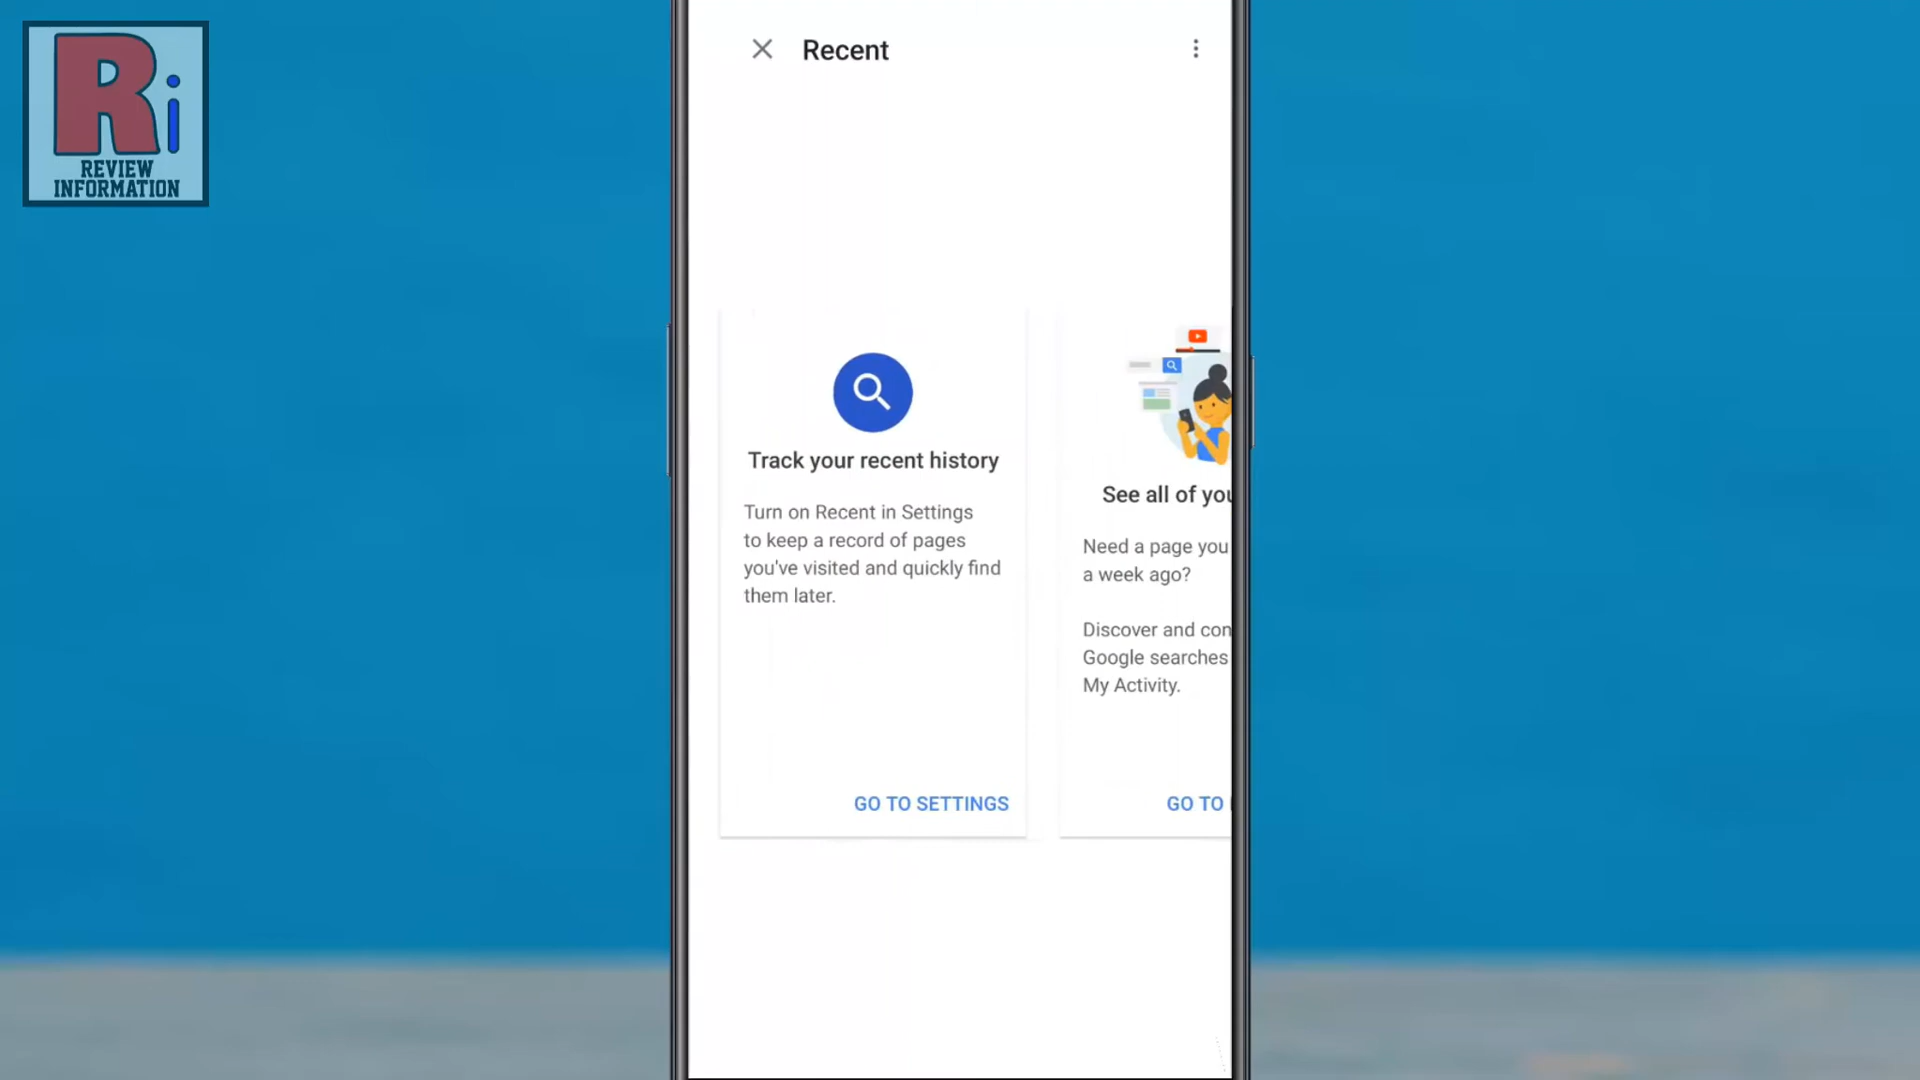 Ri
REVIEW
INFORMATION
Recent
Track your recent history
Turn on Recent in Settings
to keep a record of pages
you've visited and quickly find
them later.
GO TO SETTINGS
See all of you
Need a page you
a week ago?
Discover and con
Google searches
My Activity.
GO TO